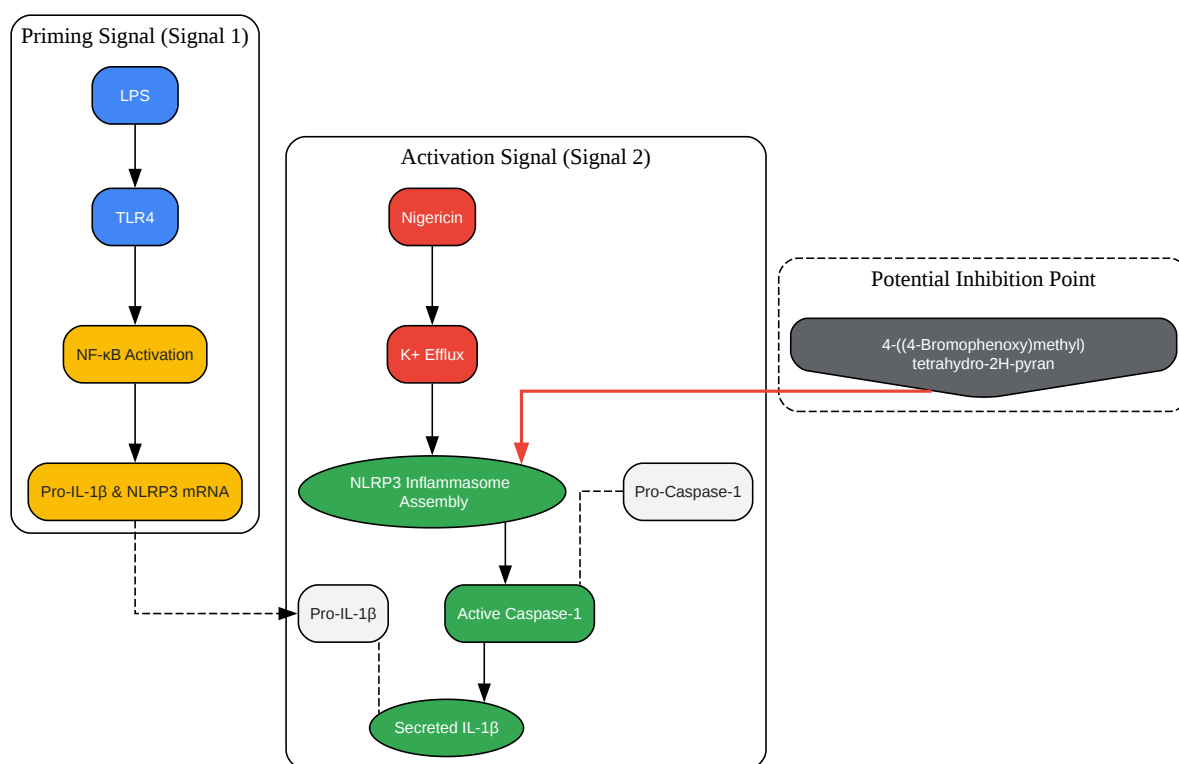 Priming Signal (Signal 1)
LPS
TLR4
NF-κB Activation
Pro-IL-1β & NLRP3 mRNA
Activation Signal (Signal 2)
Nigericin
K+ Efflux
NLRP3 Inflammasome
Assembly
Pro-Caspase-1
Pro-IL-1β
Active Caspase-1
Secreted IL-1β
Potential Inhibition Point
4-((4-Bromophenoxy)methyl)
tetrahydro-2H-pyran